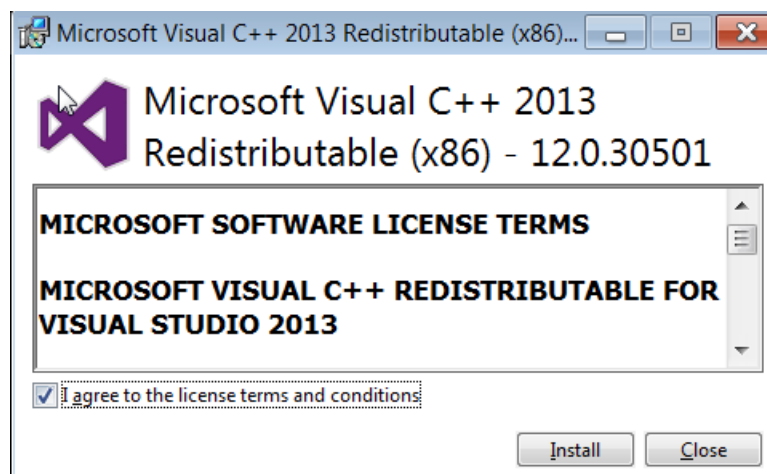 Microsoft Visual C++ 2013 Redistributable (x86)...
Microsoft Visual C++ 2013
Redistributable (x86) - 12.0.30501
MICROSOFT SOFTWARE LICENSE TERMS
MICROSOFT VISUAL C++ REDISTRIBUTABLE FOR
VISUAL STUDIO 2013
I agree to the license terms and conditions
Install Close